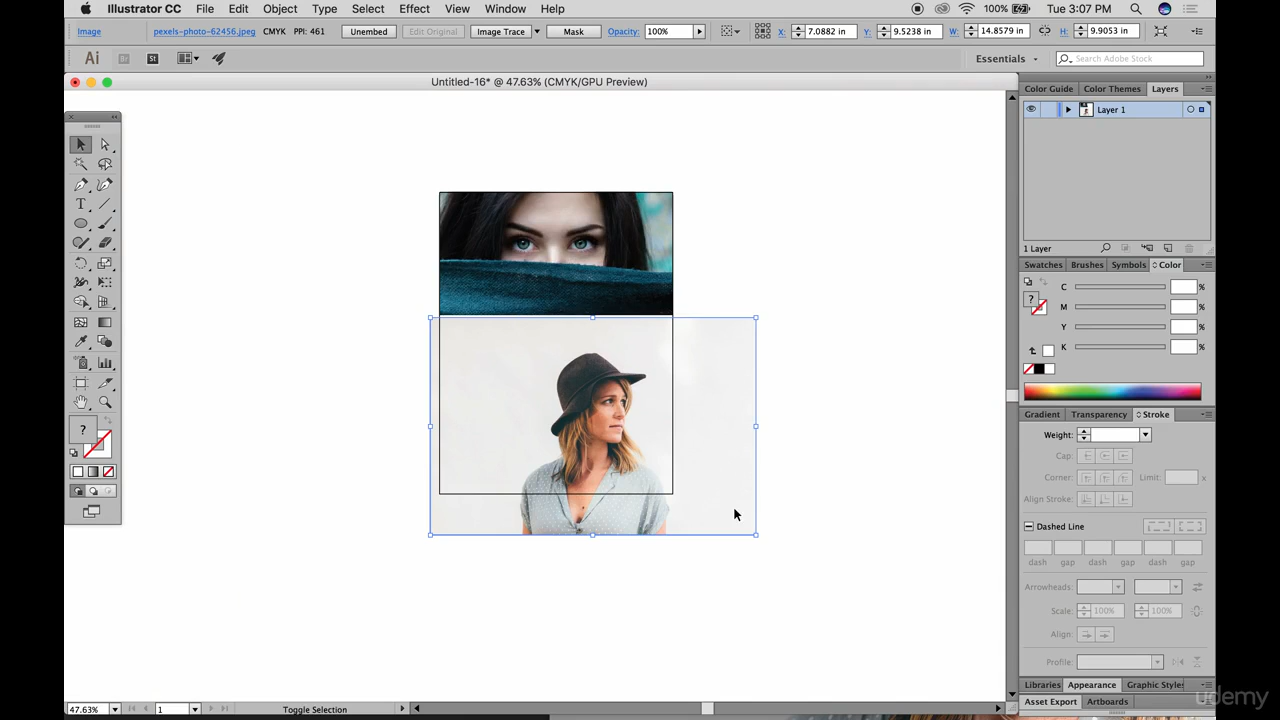 Illustrator CC File Edit Object Type Select Effect View Window Help 100% Tue 3:07 PM
Image pexels-photo-62456.jpeg CMYK PPI: 461 Unembed Edit Original Image Trace Mask Opacity: 100% X: 7.0882 in Y: 9.5238 in W: 14.8579 in H: 9.9053 in
Ai Br St Essentials Search Adobe Stock
Untitled-16* @ 47.63% (CMYK/GPU Preview)
Color Guide Color Themes Layers
Layer 1
1 Layer
Swatches Brushes Symbols Color
? C %
M %
Y %
K %
Gradient Transparency Stroke
Weight:
Cap:
Corner: Limit: x
Align Stroke:
Dashed Line
dash gap dash gap dash gap
Arrowheads:
Scale: 100% 100%
Align:
Profile:
Libraries Appearance Graphic Styles
Asset Export Artboards
T
?
47.63% 1 Toggle Selection
udemy